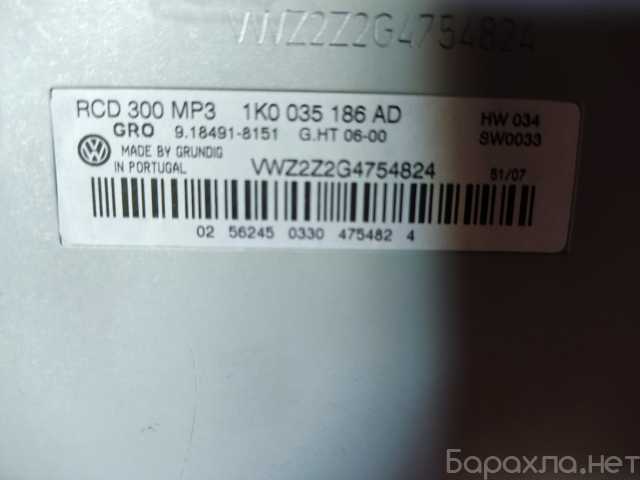 VWZ2Z2G4754824
RCD 300 MP3 1K0 035 186 AD HW 034
GRO 9.18491-8151 G.HT 06-00 SW0033
MADE BY GRUNDIG
IN PORTUGAL VWZ2Z2G4754824 51/07
02 56245 0330 475482 4
Барахла.нет